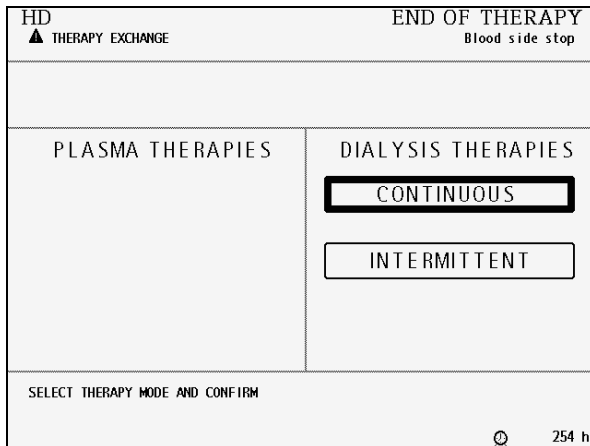 HD
END OF THERAPY
THERAPY EXCHANGE
Blood side stop
PLASMA THERAPIES
DIALYSIS THERAPIES
CONTINUOUS
INTERMITTENT
SELECT THERAPY MODE AND CONFIRM
254 h